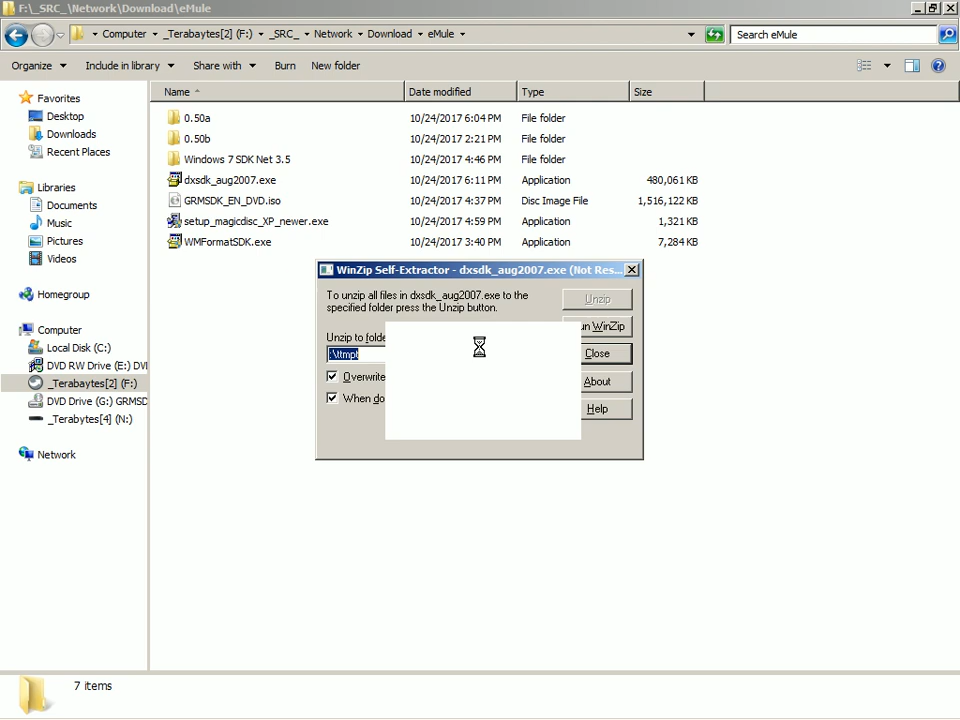 F:\_SRC_\Network\Download\eMule
Computer _Terabaytes[2] (F:) _SRC_ Network Download eMule
Search eMule
Organize Include in library Share with Burn New folder
Name Date modified Type Size
Favorites
Desktop
Downloads
Recent Places
Libraries
Documents
Music
Pictures
Videos
Homegroup
Computer
Local Disk (C:)
DVD RW Drive (E:) DVI
_Terabaytes[2] (F:)
DVD Drive (G:) GRMSD
_Terabytes[4] (N:)
Network
0.50a 10/24/2017 6:04 PM File folder
0.50b 10/24/2017 2:21 PM File folder
Windows 7 SDK Net 3.5 10/24/2017 4:46 PM File folder
dxsdk_aug2007.exe 10/24/2017 6:11 PM Application 480,061 KB
GRMSDK_EN_DVD.iso 10/24/2017 4:37 PM Disc Image File 1,516,122 KB
setup_magicdisc_XP_newer.exe 10/24/2017 4:59 PM Application 1,321 KB
WMFormatSDK.exe 10/24/2017 3:40 PM Application 7,284 KB
WinZip Self-Extractor - dxsdk_aug2007.exe (Not Res...
To unzip all files in dxsdk_aug2007.exe to the
specified folder press the Unzip button.
Unzip to folde
:\ttmpt
Overwrite
When do
Unzip
un WinZip
Close
About
Help
7 items